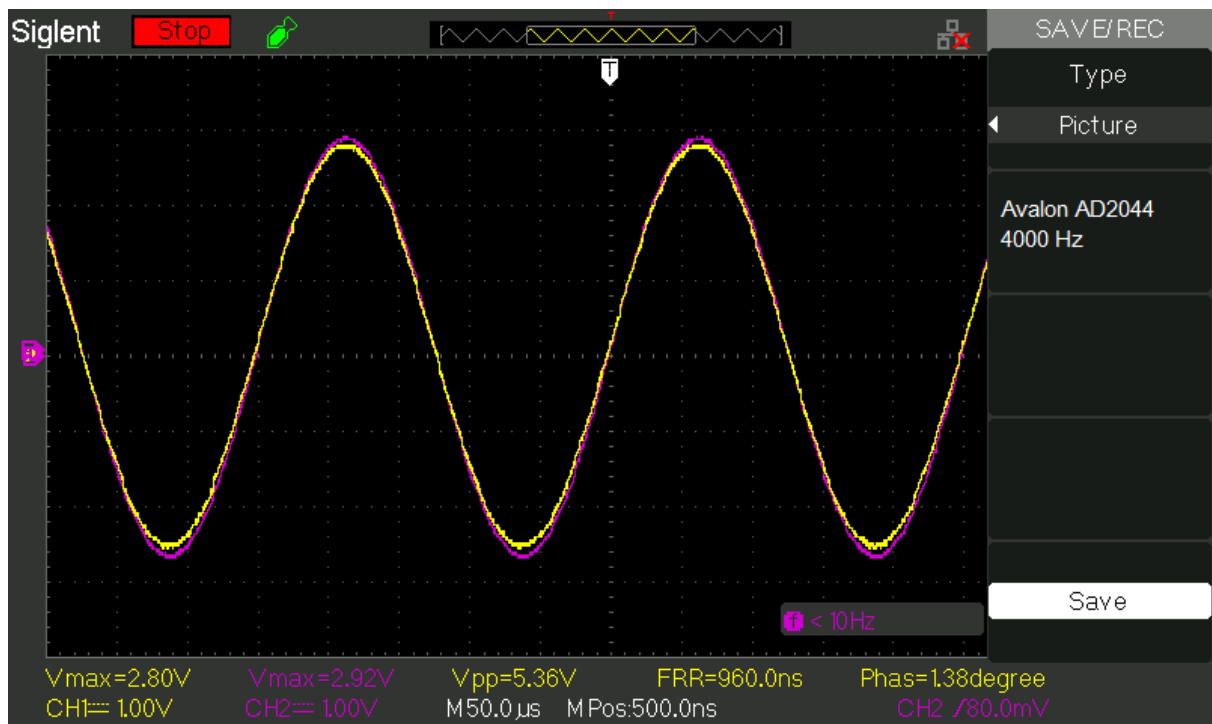 Siglent Stop T SAVE/REC
T
Type
Picture
Avalon AD2044
4000 Hz
Save
f < 10Hz
Vmax=2.80V Vmax=2.92V Vpp=5.36V FRR=960.0ns Phas=1.38degree
CH1 1.00V CH2 1.00V M50.0µs MPos:500.0ns CH2 80.0mV